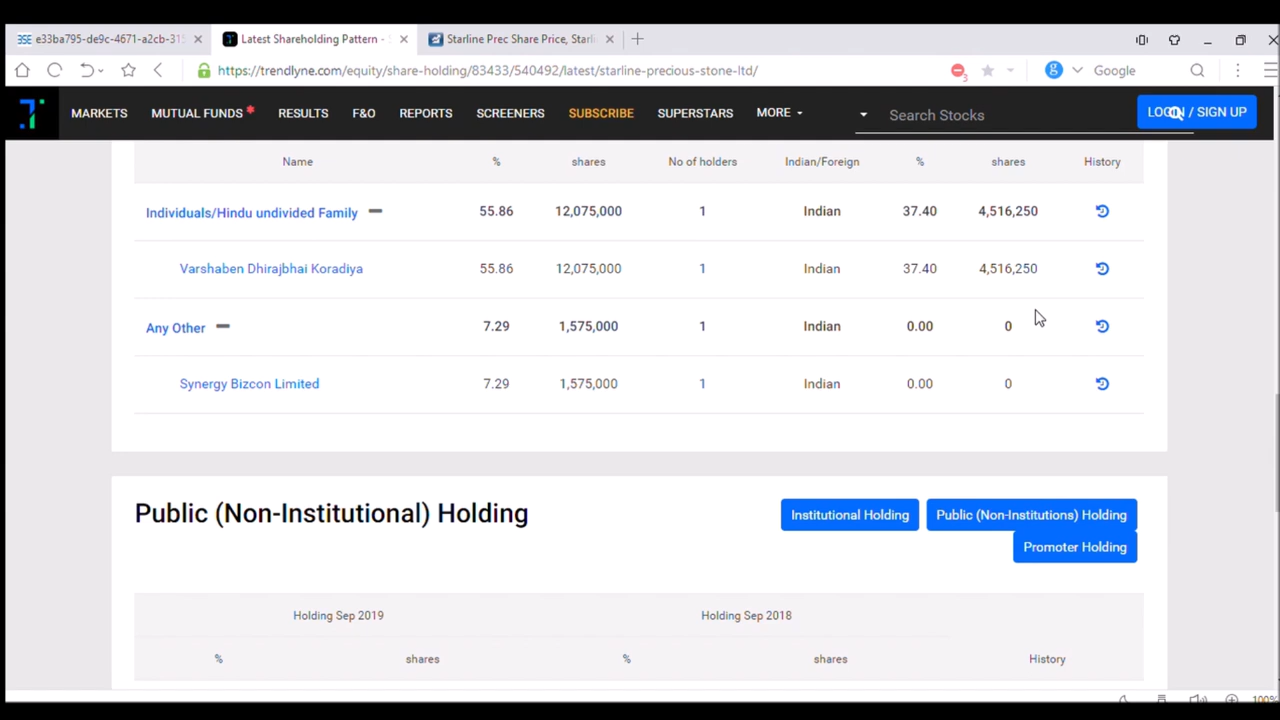 e33ba795-de9c-4671-a2cb-315 Latest Shareholding Pattern - Starline Prec Share Price, Starl
https://trendlyne.com/equity/share-holding/83433/540492/latest/starline-precious-stone-ltd/ 3 g Google
MARKETS MUTUAL FUNDS* RESULTS F&O REPORTS SCREENERS SUBSCRIBE SUPERSTARS MORE Search Stocks LOGIN / SIGN UP
Name % shares No of holders Indian/Foreign % shares History
Individuals/Hindu undivided Family 55.86 12,075,000 1 Indian 37.40 4,516,250
Varshaben Dhirajbhai Koradiya 55.86 12,075,000 1 Indian 37.40 4,516,250
Any Other 7.29 1,575,000 1 Indian 0.00 0
Synergy Bizcon Limited 7.29 1,575,000 1 Indian 0.00 0
Public (Non-Institutional) Holding Institutional Holding Public (Non-Institutions) Holding
Promoter Holding
Holding Sep 2019 Holding Sep 2018
% shares % shares History
100%